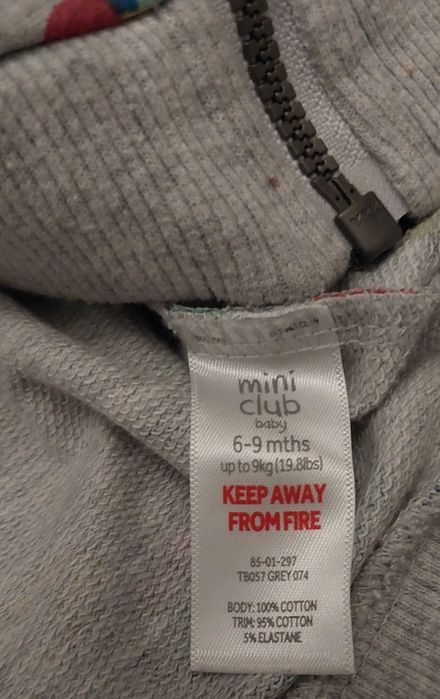 YKK
mini
club
baby
6-9 mths
up to 9kg (19.8lbs)
KEEP AWAY
FROM FIRE
85-01-297
TB057 GREY 074
BODY: 100% COTTON
TRIM: 95% COTTON
5% ELASTANE